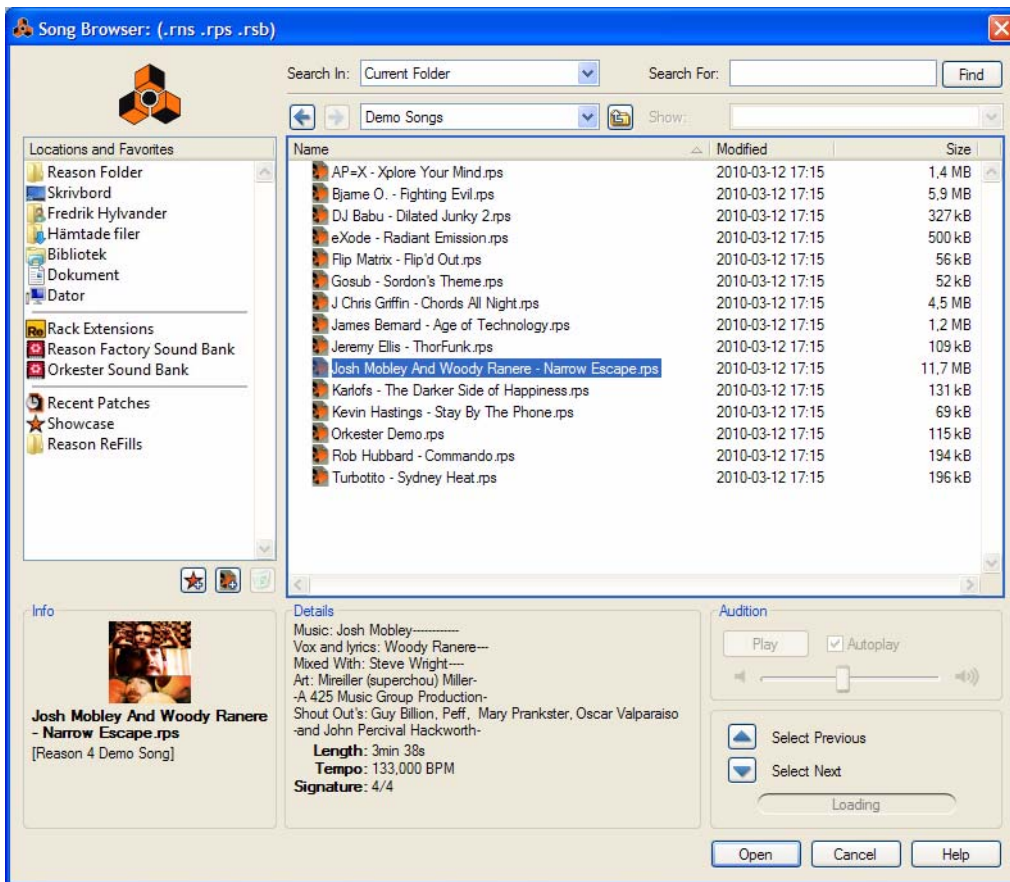 Song Browser: (.rns .rps .rsb)
Search In: Current Folder Search For: Find
Demo Songs Show:
Locations and Favorites
Reason Folder
Skrivbord
Fredrik Hylvander
Hämtade filer
Bibliotek
Dokument
Dator
Re Rack Extensions
Reason Factory Sound Bank
Orkester Sound Bank
Recent Patches
Showcase
Reason ReFills
Name Modified Size
AP=X - Xplore Your Mind.rps 2010-03-12 17:15 1,4 MB
Bjarne O. - Fighting Evil.rps 2010-03-12 17:15 5,9 MB
DJ Babu - Dilated Junky 2.rps 2010-03-12 17:15 327 kB
eXode - Radiant Emission.rps 2010-03-12 17:15 500 kB
Flip Matrix - Flip'd Out.rps 2010-03-12 17:15 56 kB
Gosub - Sordon's Theme.rps 2010-03-12 17:15 52 kB
J Chris Griffin - Chords All Night.rps 2010-03-12 17:15 4,5 MB
James Bernard - Age of Technology.rps 2010-03-12 17:15 1,2 MB
Jeremy Ellis - ThorFunk.rps 2010-03-12 17:15 109 kB
Josh Mobley And Woody Ranere - Narrow Escape.rps 2010-03-12 17:15 11,7 MB
Karlofs - The Darker Side of Happiness.rps 2010-03-12 17:15 131 kB
Kevin Hastings - Stay By The Phone.rps 2010-03-12 17:15 69 kB
Orkester Demo.rps 2010-03-12 17:15 115 kB
Rob Hubbard - Commando.rps 2010-03-12 17:15 194 kB
Turbotito - Sydney Heat.rps 2010-03-12 17:15 196 kB
Info
Josh Mobley And Woody Ranere
- Narrow Escape.rps
[Reason 4 Demo Song]
Details
Music: Josh Mobley------------
Vox and lyrics: Woody Ranere---
Mixed With: Steve Wright----
Art: Mireiller (superchou) Miller-
-A 425 Music Group Production-
Shout Out's: Guy Billion, Peff, Mary Prankster, Oscar Valparaiso
-and John Percival Hackworth-
Length: 3min 38s
Tempo: 133,000 BPM
Signature: 4/4
Audition
Play Autoplay
Select Previous
Select Next
Loading
Open Cancel Help